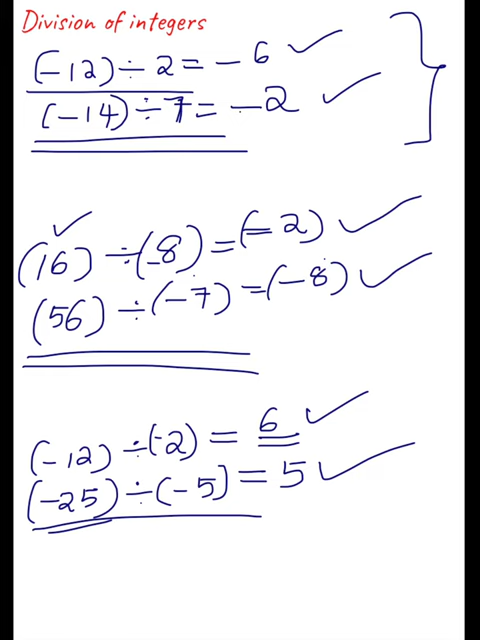 Division of integers
(-12) ÷ 2 = - 6
(-14) ÷ 7 = -2
(16) ÷ (-8) = (-2)
(56) ÷ (-7) = (-8)
(-12) ÷ (-2) = 6
(-25) ÷ (-5) = 5